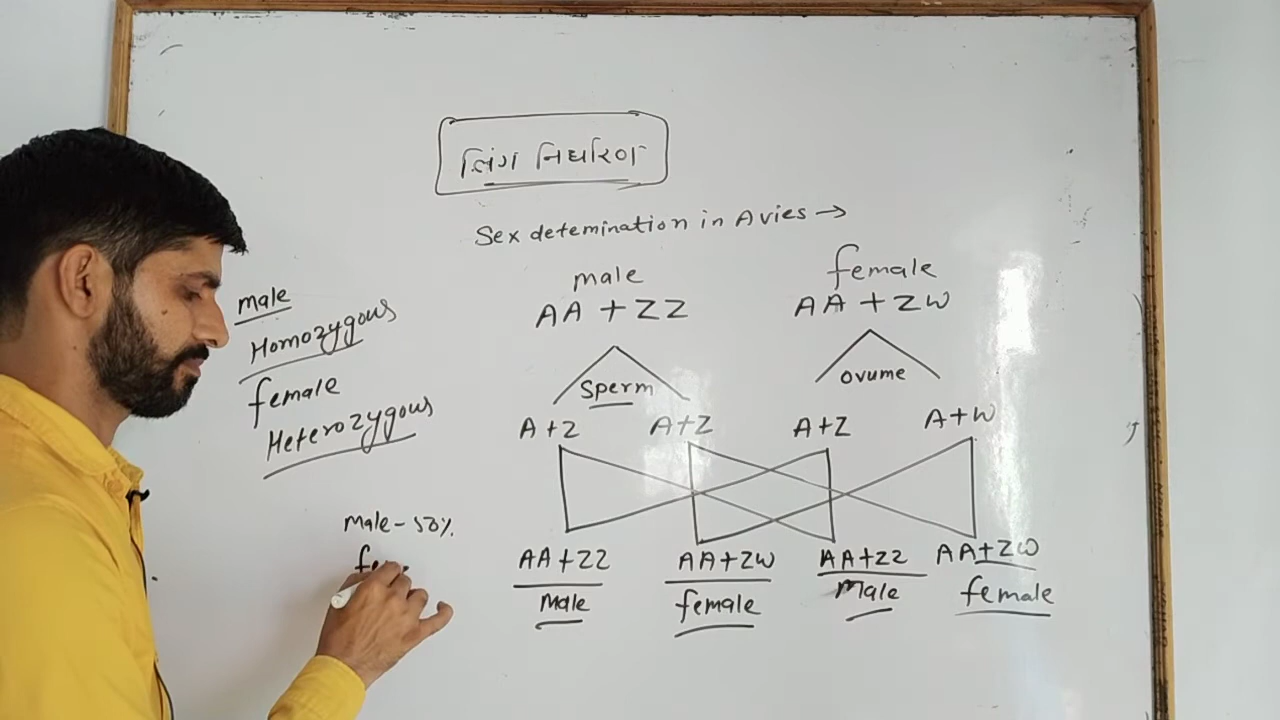 लिंग निर्धारण
Sex detemination in Avies →
male
Homozygous
female
Heterozygous
male female
AA + ZZ AA + ZW
Sperm ovume
A+Z A+Z A+Z A+W
Male - 50%
AA+ZZ AA+ZW AA+ZZ AA+ZW
Male female Male female